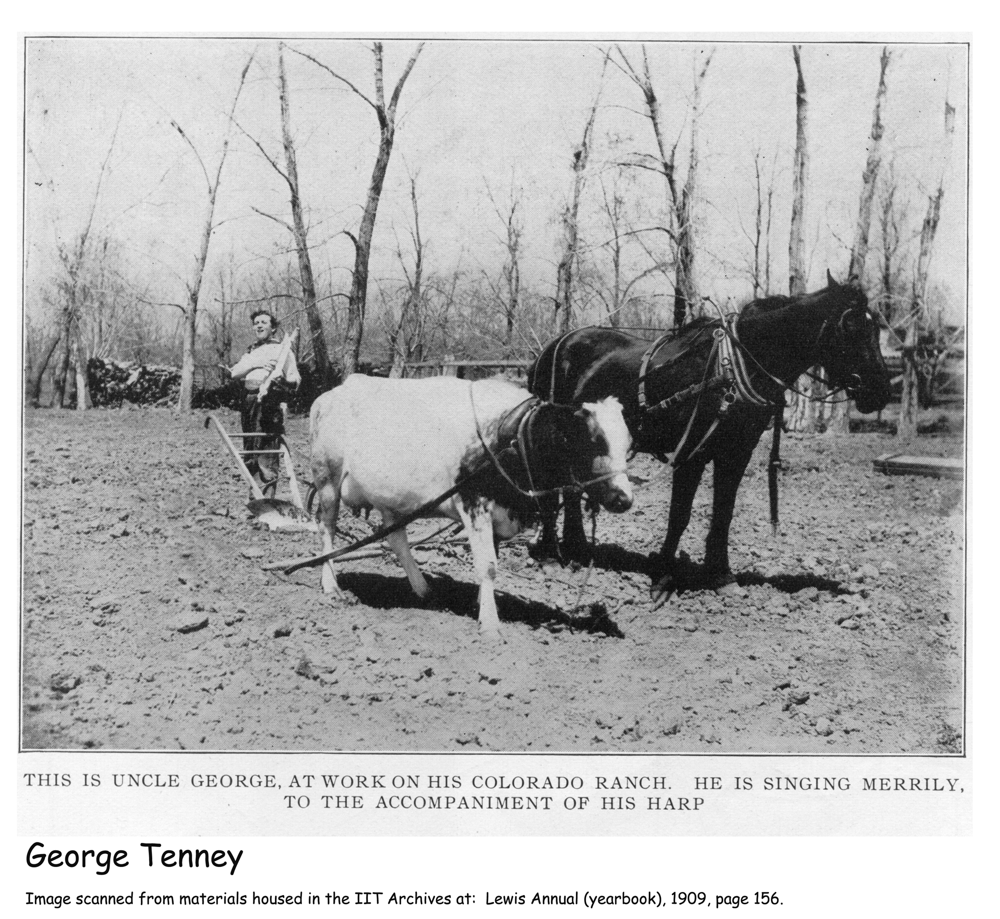 THIS IS UNCLE GEORGE, AT WORK ON HIS COLORADO RANCH. HE IS SINGING MERRILY,
TO THE ACCOMPANIMENT OF HIS HARP
George Tenney
Image scanned from materials housed in the IIT Archives at: Lewis Annual (yearbook), 1909, page 156.